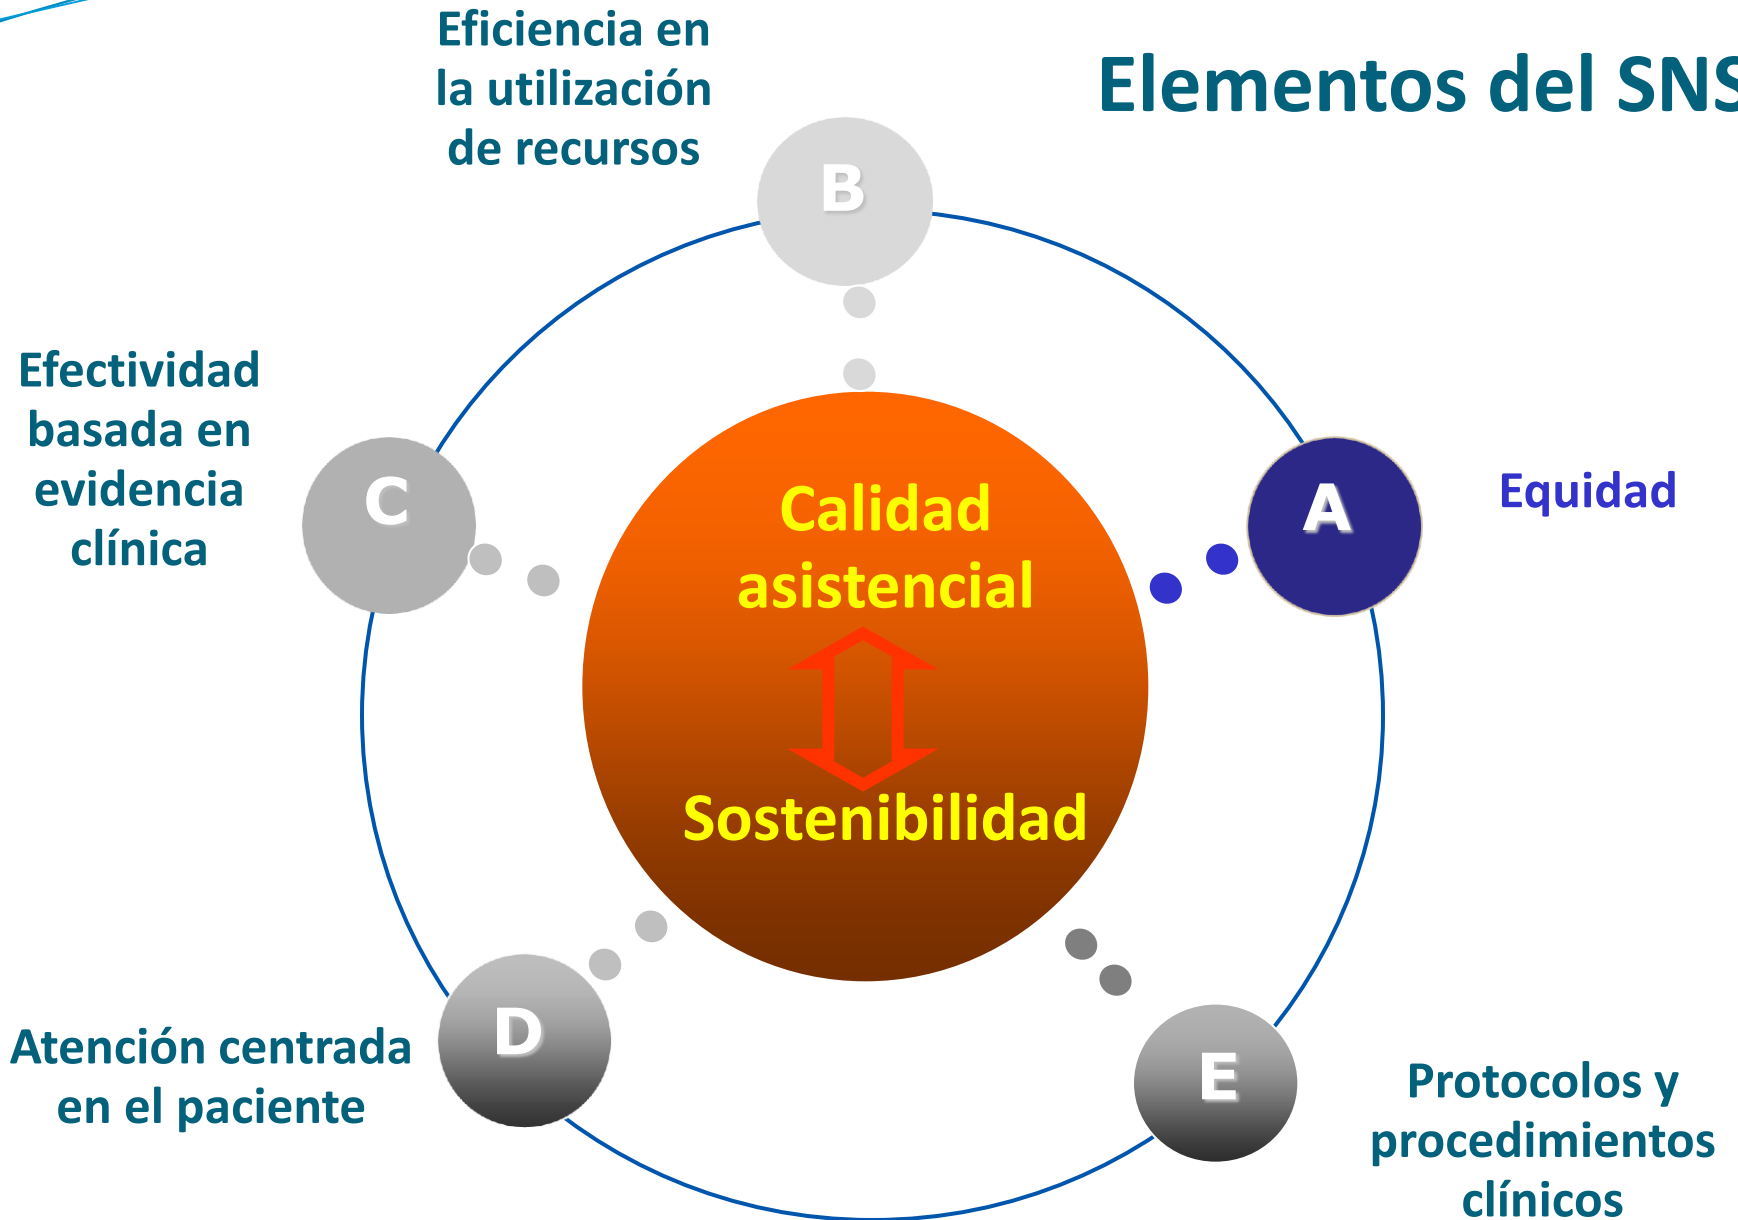 Elementos del SNS
Eficiencia en
la utilización
de recursos
B
Efectividad
basada en
evidencia
clínica
C
A
Equidad
Calidad
asistencial
Sostenibilidad
Atención centrada
en el paciente
D
E
Protocolos y
procedimientos
clínicos